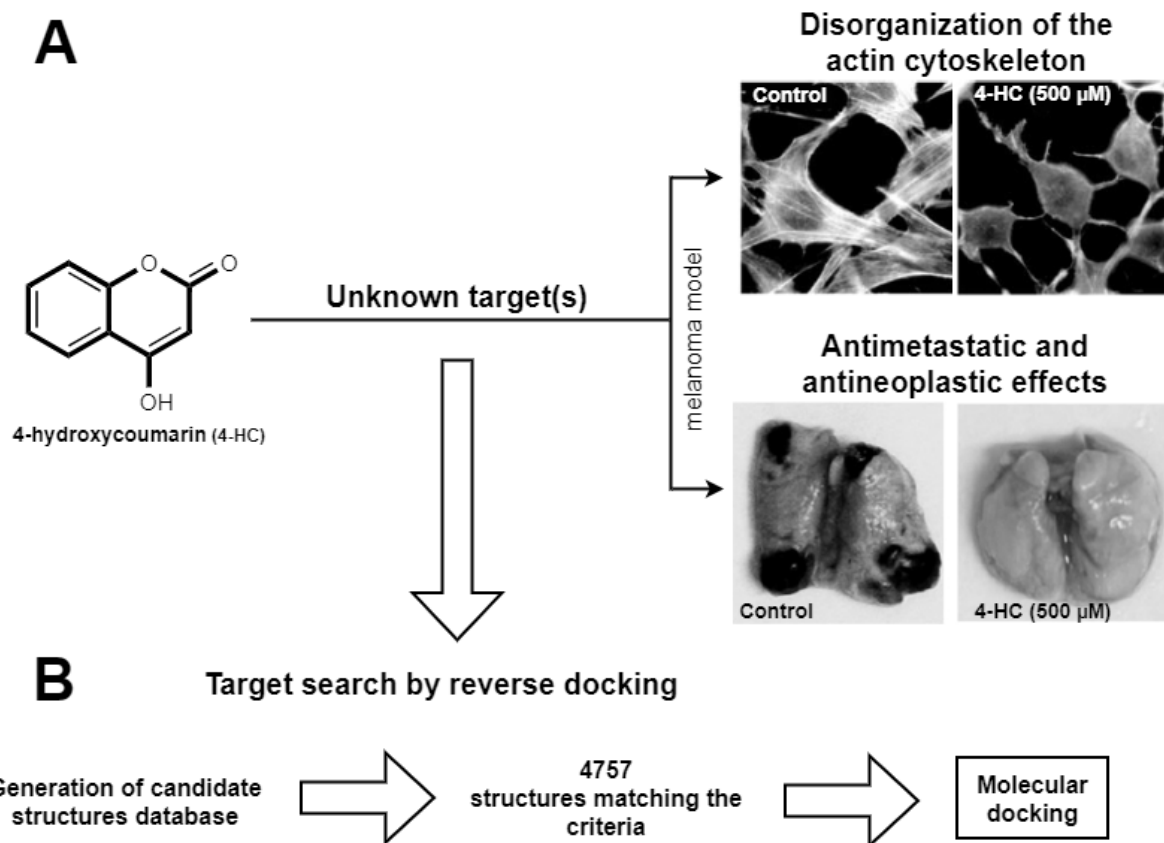 A
Disorganization of the
actin cytoskeleton
Control
4-HC (500 µM)
O
O
OH
4-hydroxycoumarin (4-HC)
Unknown target(s)
melanoma model
Antimetastatic and
antineoplastic effects
Control
4-HC (500 µM)
B
Target search by reverse docking
Generation of candidate
structures database
4757
structures matching the
criteria
Molecular
docking